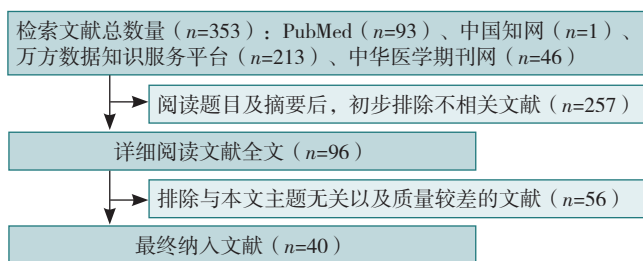 检索文献总数量（n=353）：PubMed（n=93）、中国知网（n=1）、
万方数据知识服务平台（n=213）、中华医学期刊网（n=46）
阅读题目及摘要后，初步排除不相关文献（n=257）
详细阅读文献全文（n=96）
排除与本文主题无关以及质量较差的文献（n=56）
最终纳入文献（n=40）